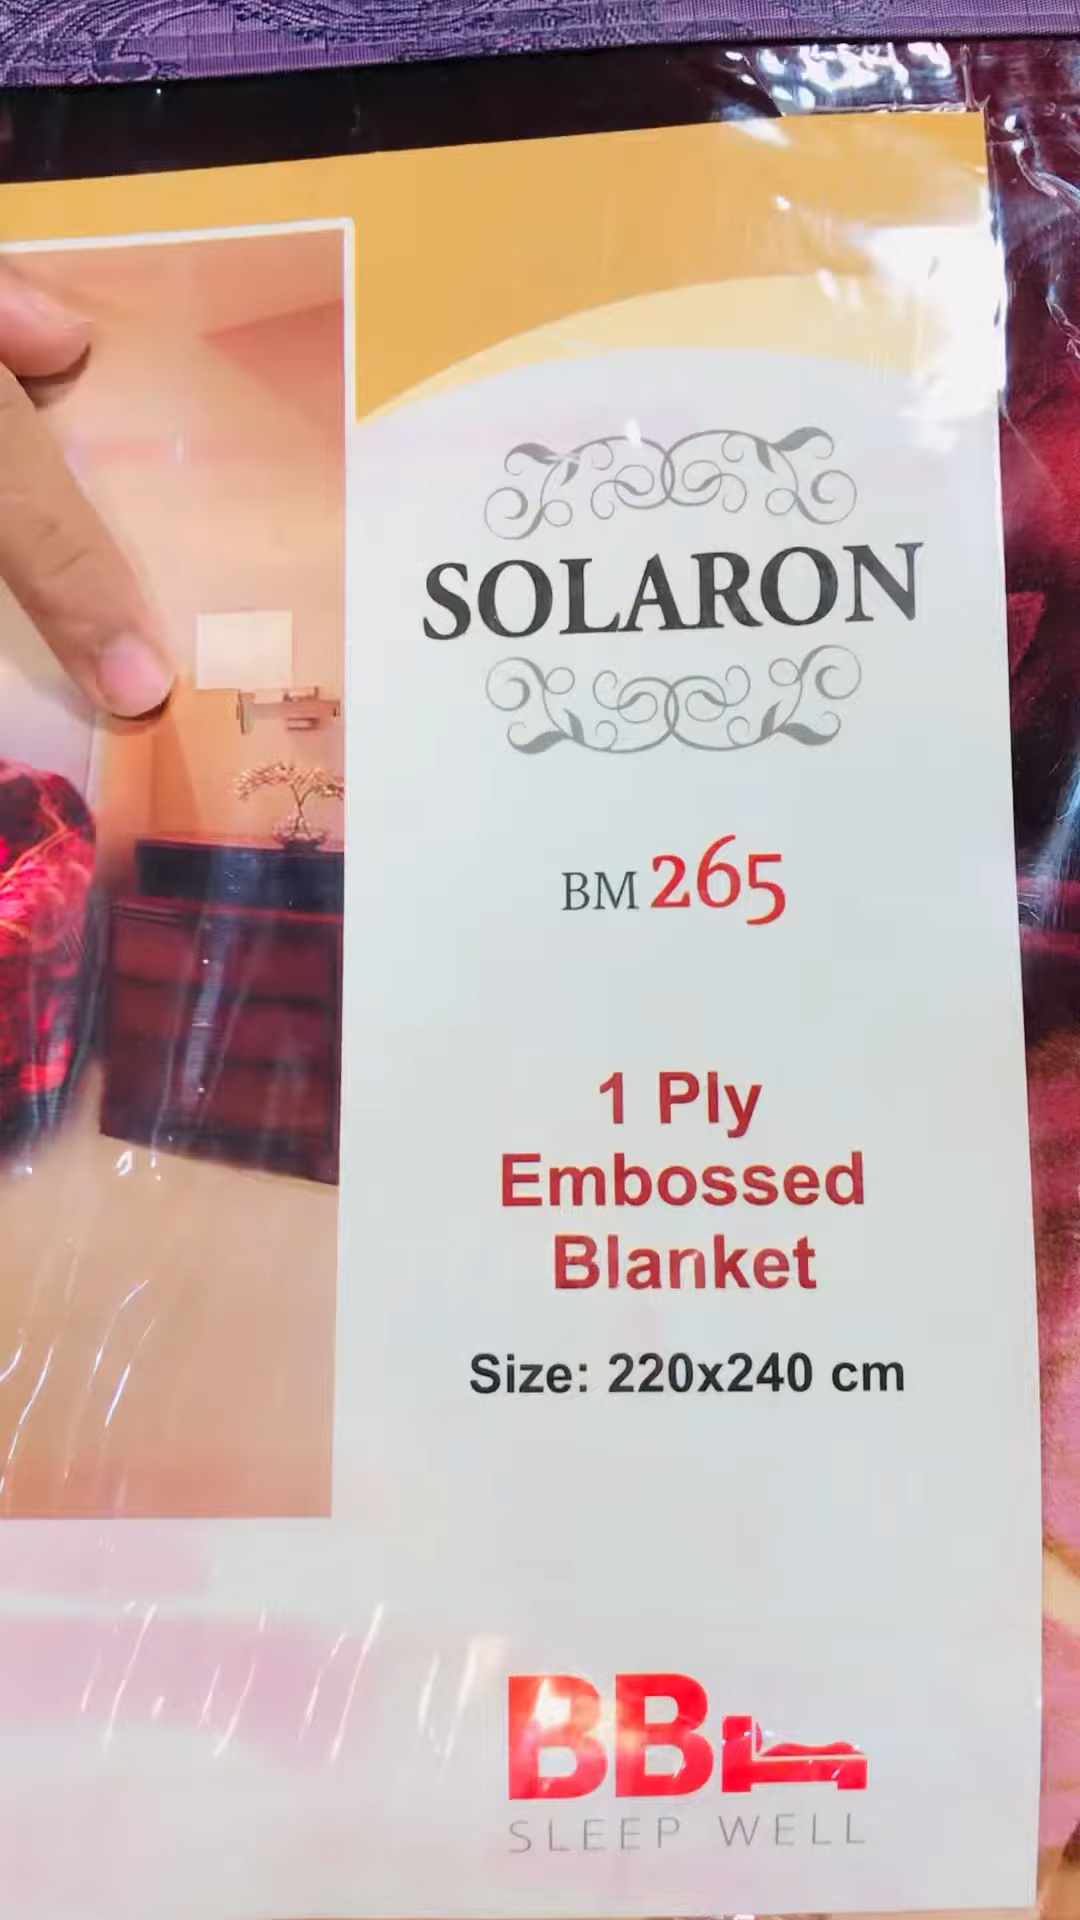 SOLARON
BM 265
1 Ply
Embossed
Blanket
Size: 220x240 cm
BB
SLEEP WELL